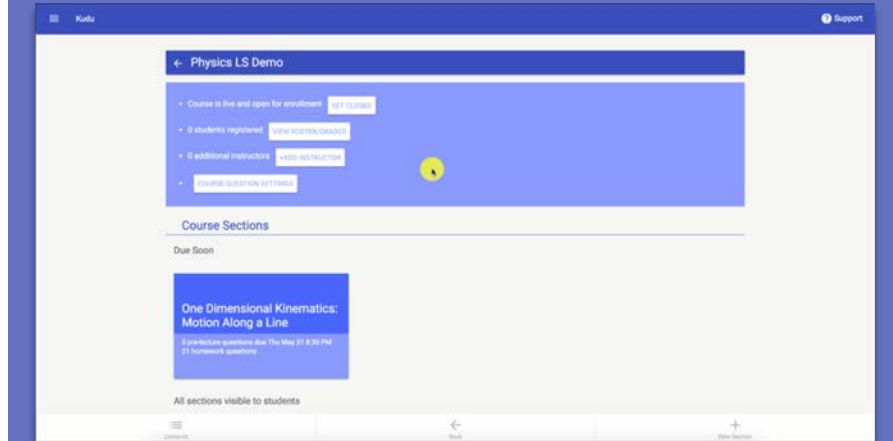 Kudu
Support
Physics LS Demo
Course is live and open for enrollment SET CLOSED
0 students registered VIEW ROSTER/GRADES
0 additional instructors +ADD INSTRUCTOR
COURSE QUESTION SETTINGS
Course Sections
Due Soon
One Dimensional Kinematics:
Motion Along a Line
pre-lecture questions due Thu May 31 8:30 PM
21 homework questions
All sections visible to students
Contents
Back
New Section